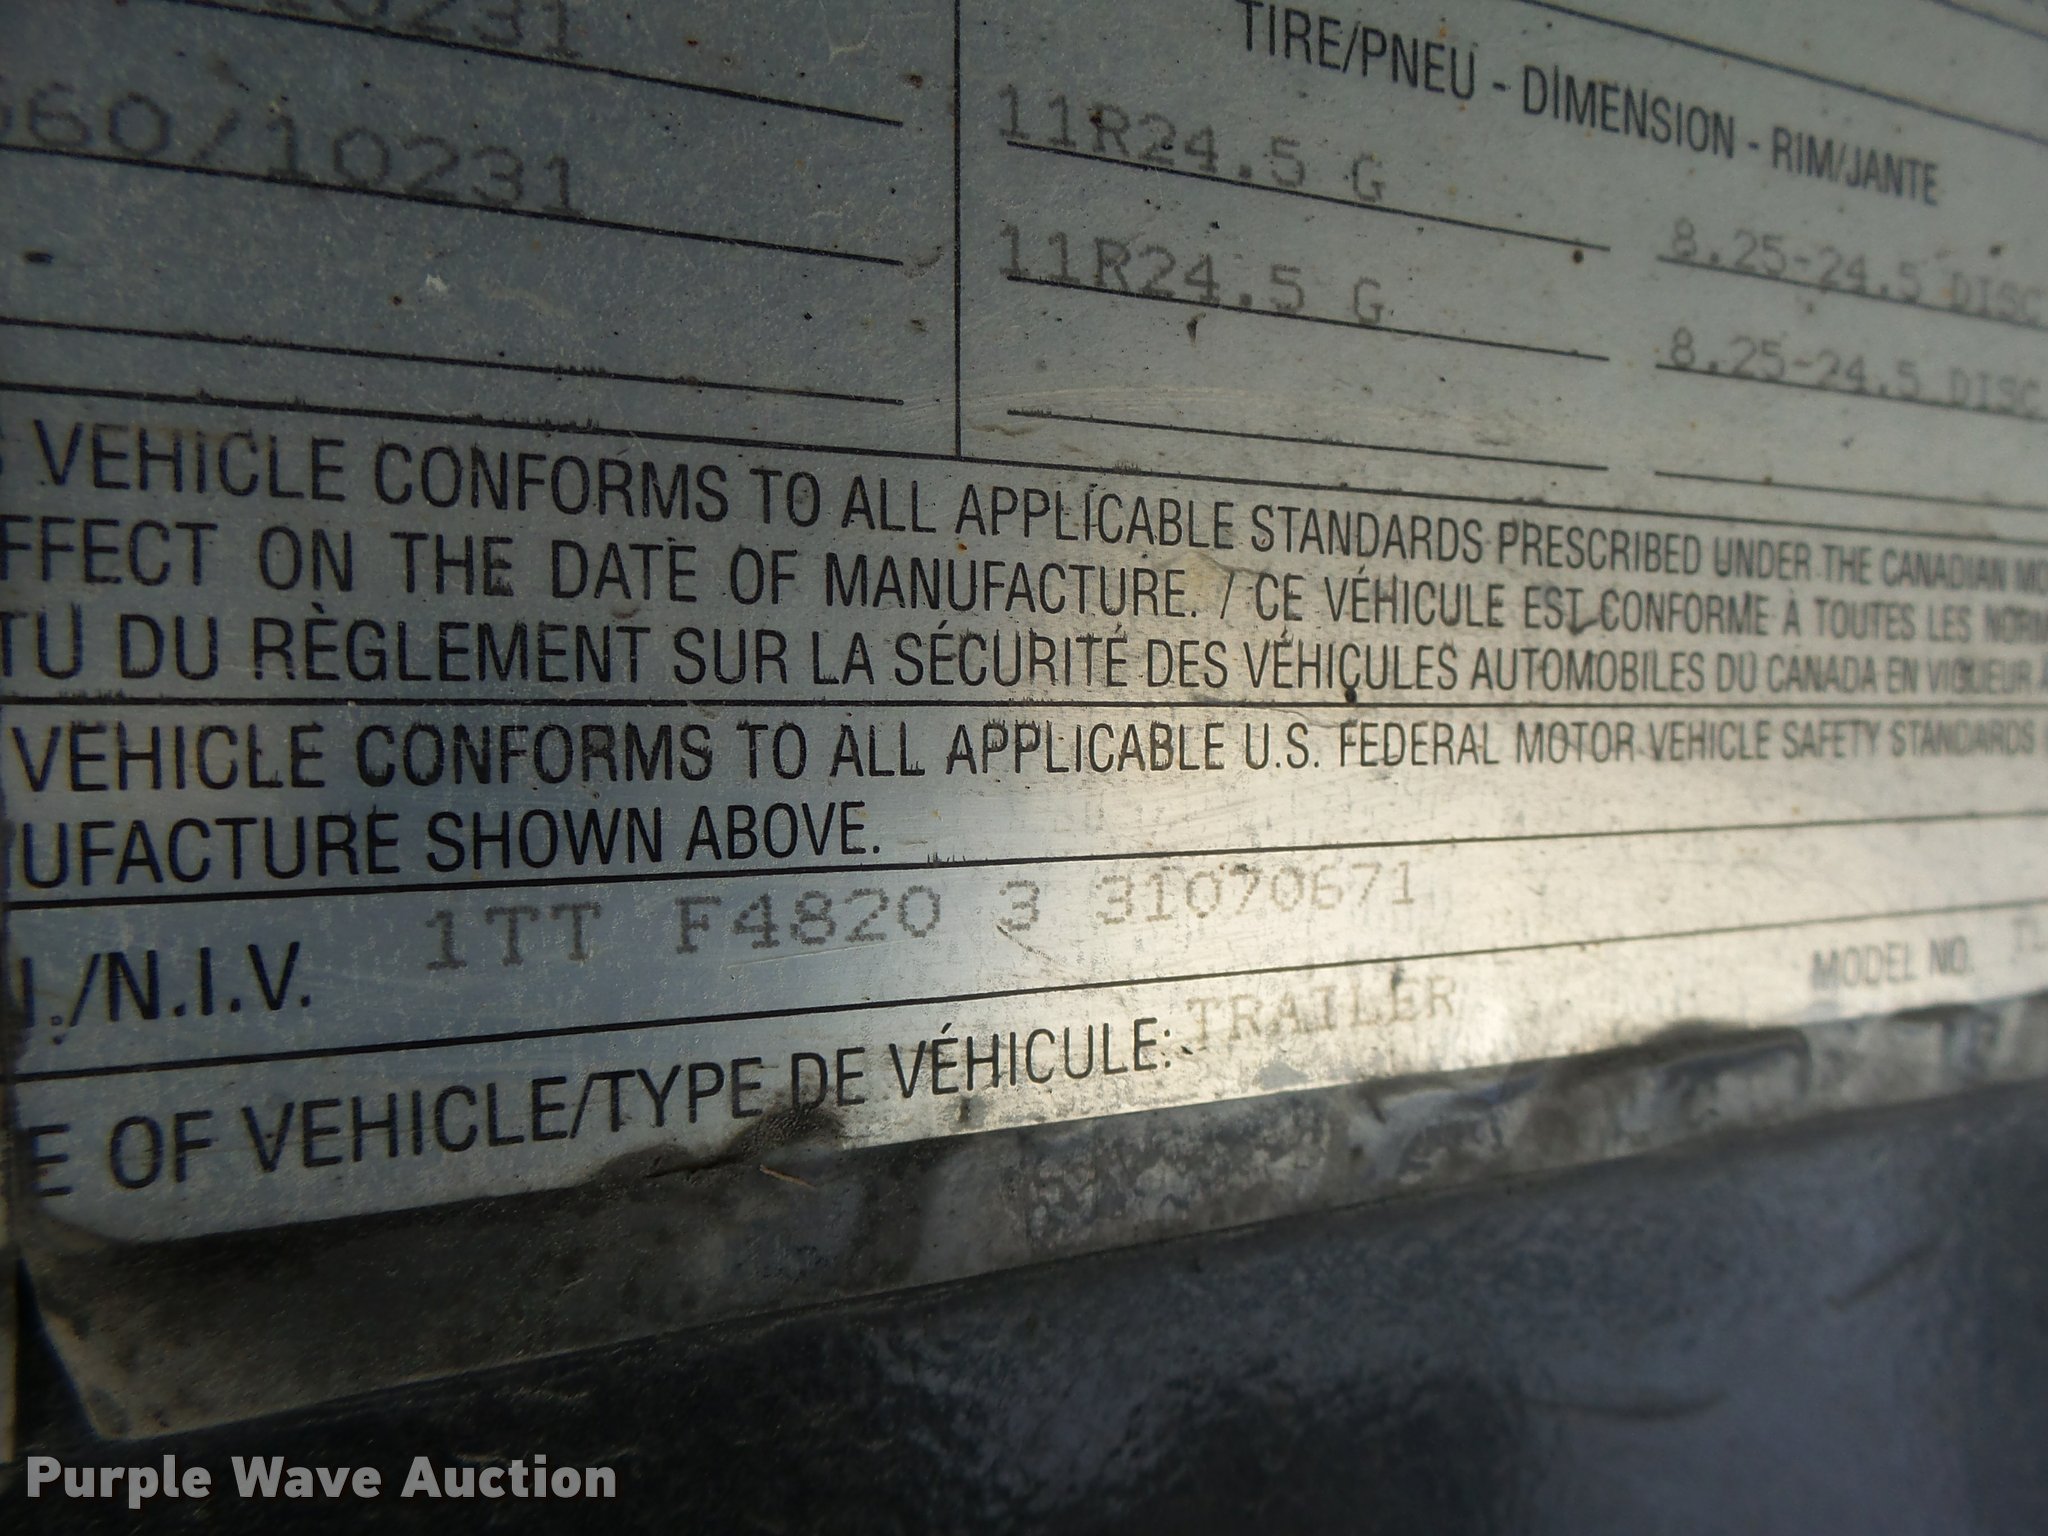 10231
60/10231
TIRE/PNEU - DIMENSION - RIM/JANTE
11R24.5 G 8.25-24.5 DISC
11R24.5 G 8.25-24.5 DISC
VEHICLE CONFORMS TO ALL APPLICABLE STANDARDS PRESCRIBED UNDER THE CANADIAN MO
FFECT ON THE DATE OF MANUFACTURE. / CE VÉHICULE EST CONFORME À TOUTES LES NORM
TU DU RÈGLEMENT SUR LA SÉCURITÉ DES VÉHICULES AUTOMOBILES DU CANADA EN VIGUEUR À
VEHICLE CONFORMS TO ALL APPLICABLE U.S. FEDERAL MOTOR VEHICLE SAFETY STANDARDS
UFACTURE SHOWN ABOVE.
./N.I.V. 1TT F4820 3 31070671
E OF VEHICLE/TYPE DE VÉHICULE: TRAILER MODEL NO. TL
Purple Wave Auction